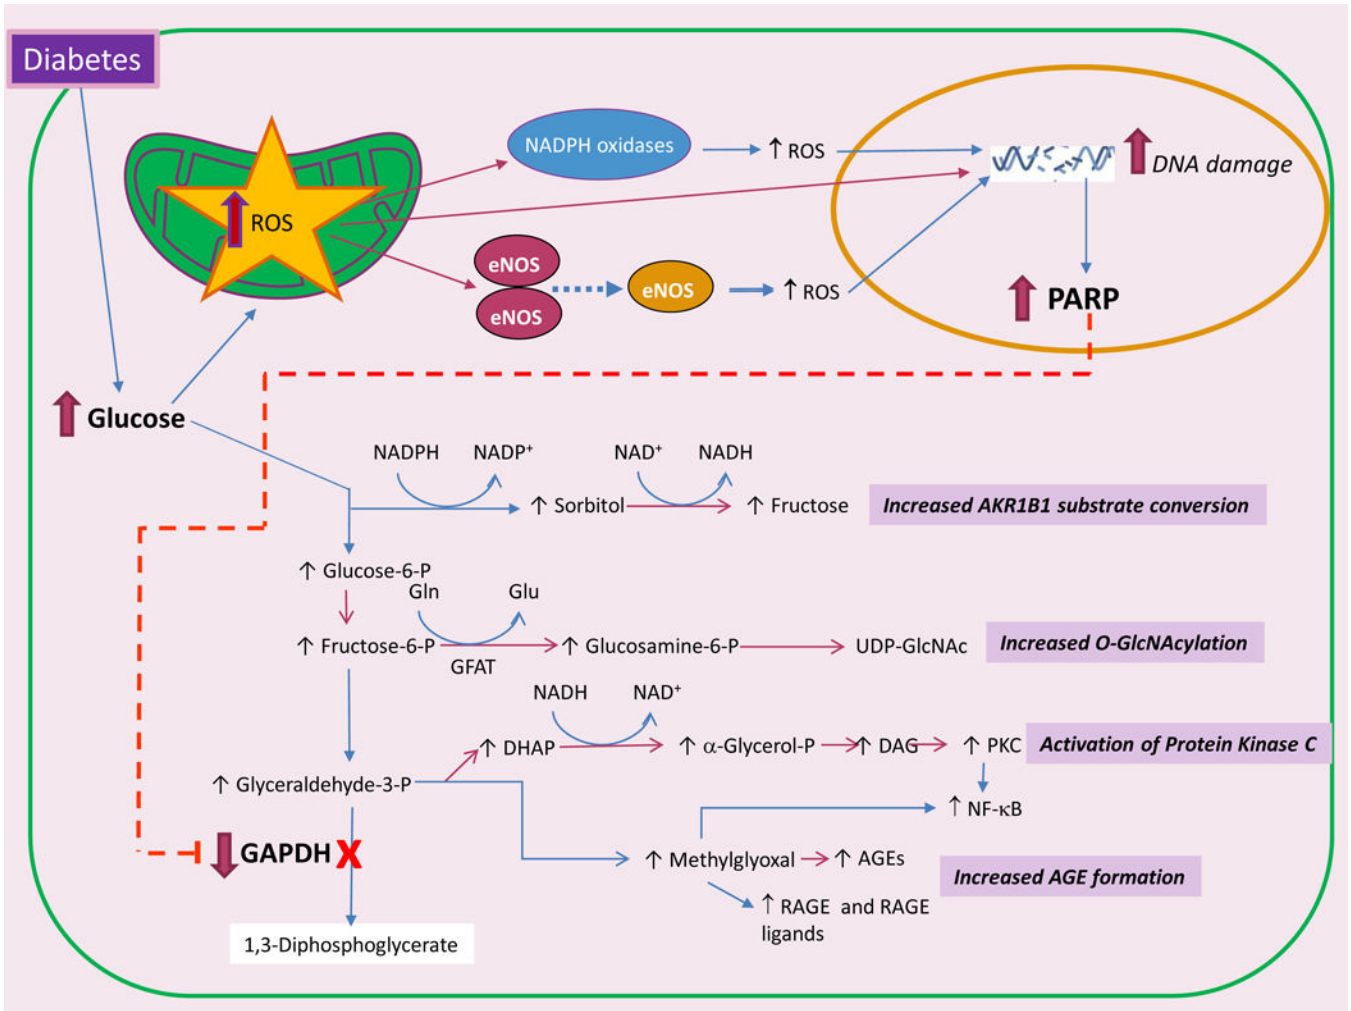 Diabetes
NADPH oxidases
↑ ROS
DNA damage
ROS
eNOS
eNOS
eNOS
↑ ROS
PARP
Glucose
NADPH
NADP⁺
NAD⁺
NADH
↑ Sorbitol
↑ Fructose
Increased AKR1B1 substrate conversion
↑ Glucose-6-P
Gln
Glu
↑ Fructose-6-P
GFAT
↑ Glucosamine-6-P
UDP-GlcNAc
Increased O-GlcNAcylation
NADH
NAD⁺
↑ DHAP
↑ α-Glycerol-P
↑ DAG
↑ PKC
Activation of Protein Kinase C
↑ Glyceraldehyde-3-P
↑ NF-κB
GAPDH
X
↑ Methylglyoxal
↑ AGEs
Increased AGE formation
↑ RAGE and RAGE
ligands
1,3-Diphosphoglycerate